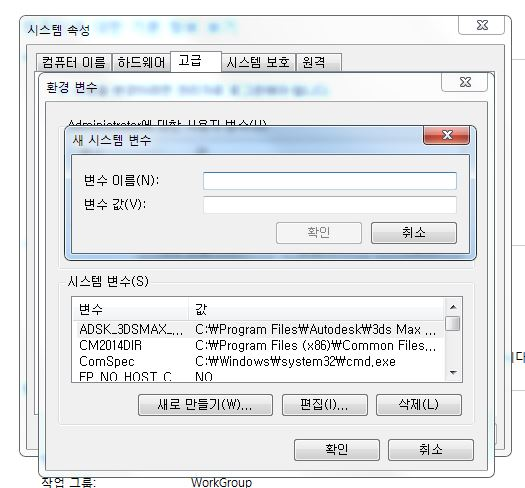 시스템 속성
컴퓨터 이름 하드웨어 고급 시스템 보호 원격
환경 변수
Administrator에 대한 사용자 변수(U)
새 시스템 변수
변수 이름(N):
변수 값(V):
확인 취소
시스템 변수(S)
변수 값
ADSK_3DSMAX_... C:₩Program Files₩Autodesk₩3ds Max ...
CM2014DIR C:₩Program Files (x86)₩Common Files...
ComSpec C:₩Windows₩system32₩cmd.exe
FP_NO_HOST_C... NO
새로 만들기(W)... 편집(I)... 삭제(L)
확인 취소
작업 그룹: WorkGroup